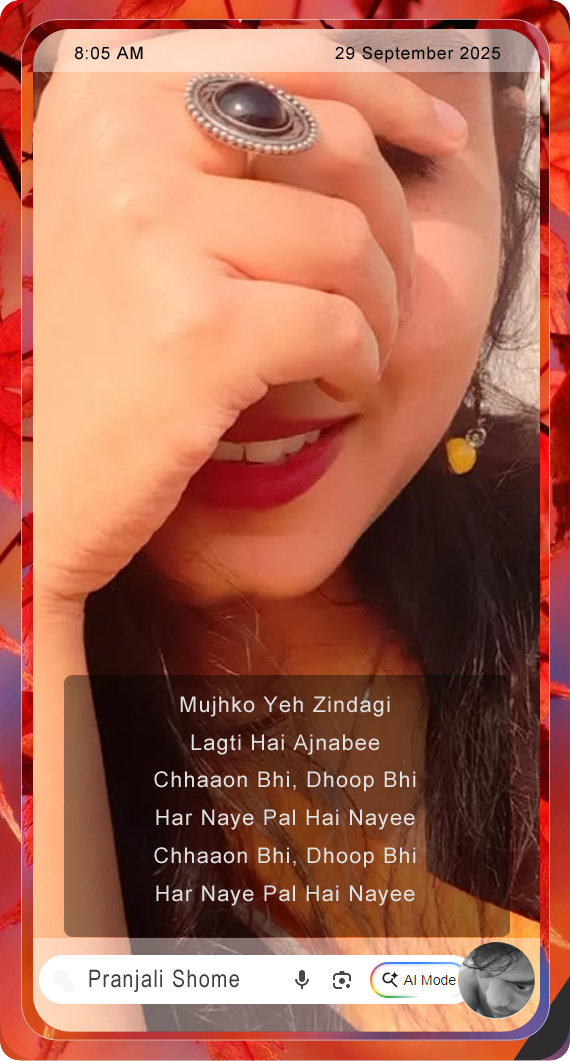 8:05 AM 29 September 2025
Mujhko Yeh Zindagi
Lagti Hai Ajnabee
Chhaaon Bhi, Dhoop Bhi
Har Naye Pal Hai Nayee
Chhaaon Bhi, Dhoop Bhi
Har Naye Pal Hai Nayee
Pranjali Shome AI Mode